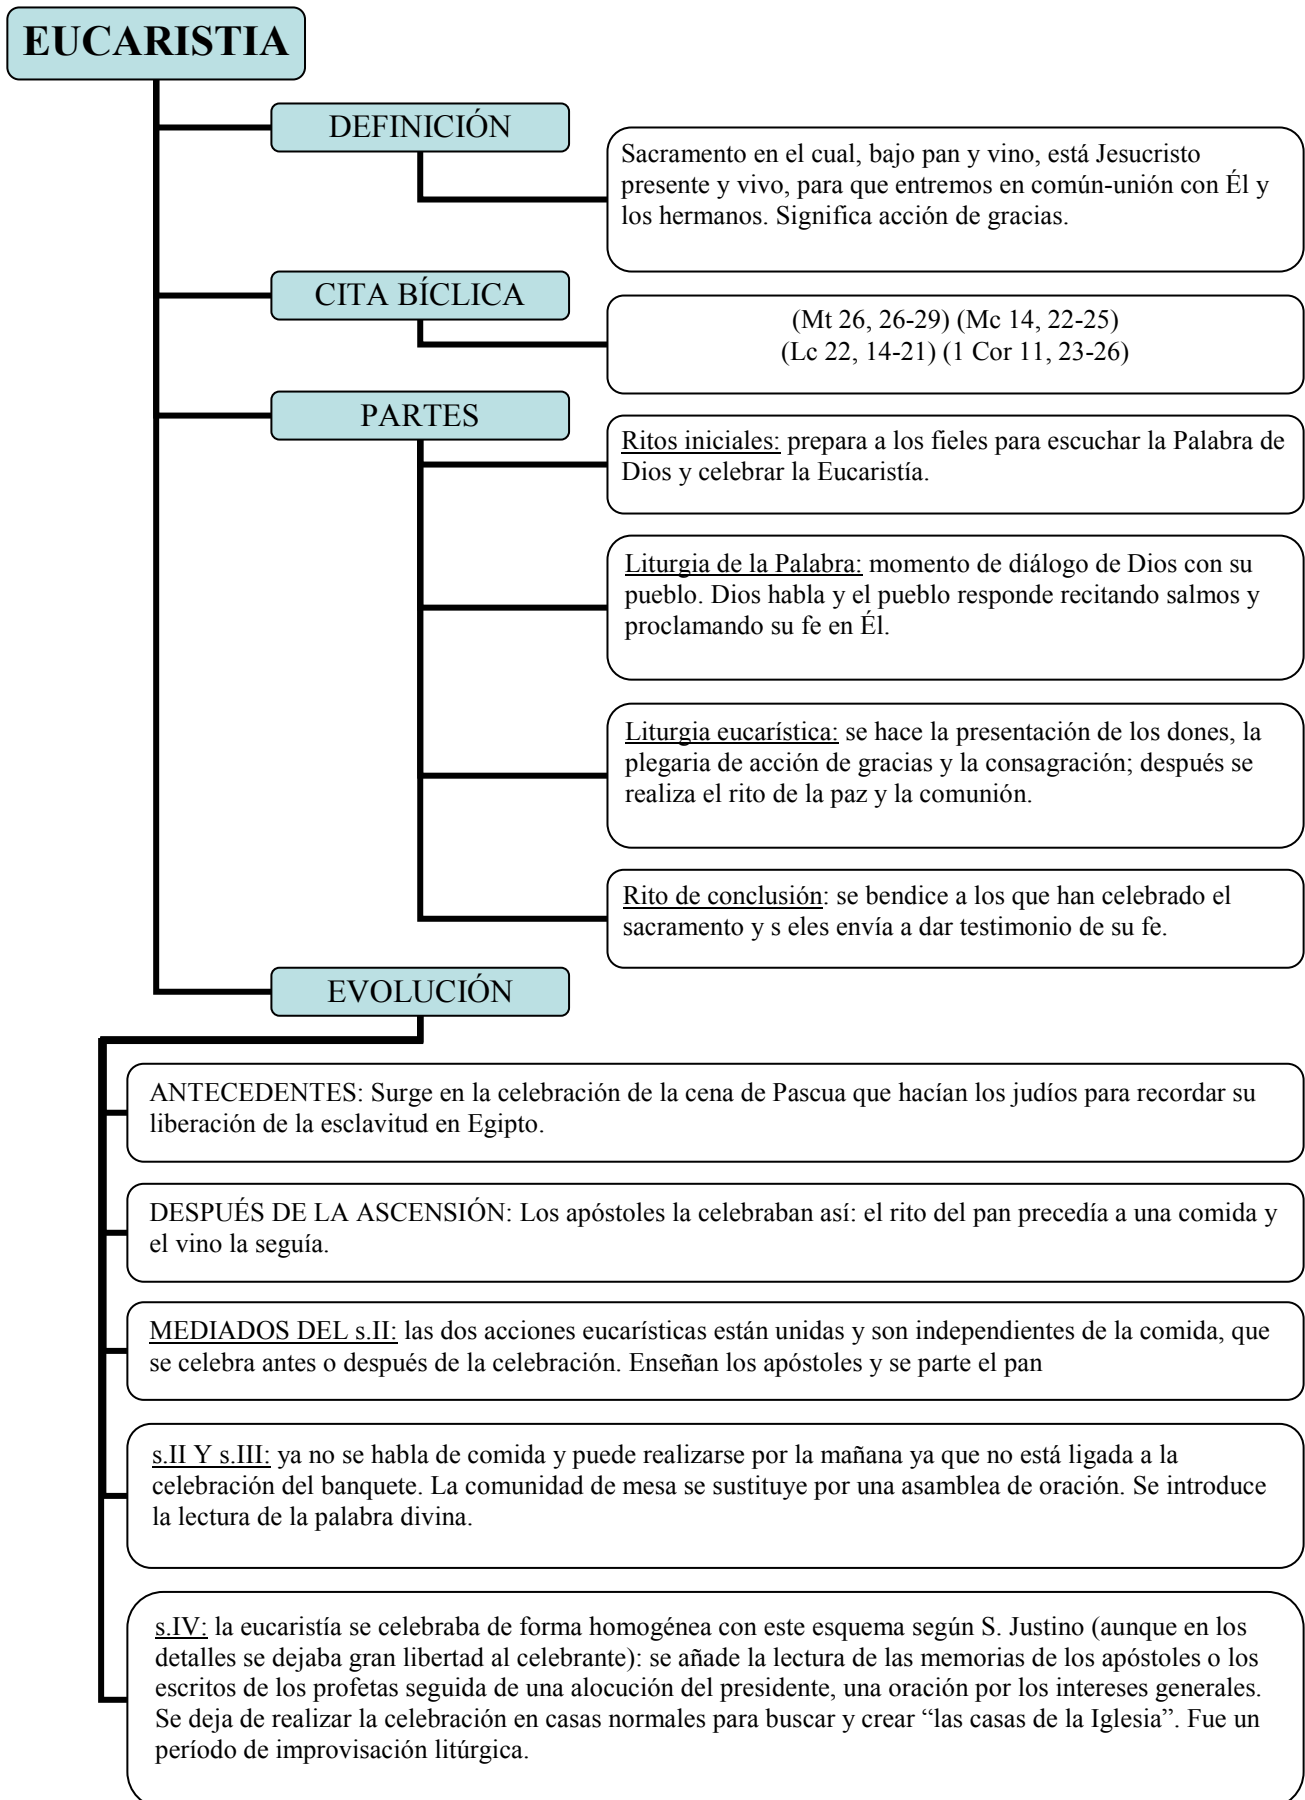 EUCARISTIA
DEFINICIÓN
Sacramento en el cual, bajo pan y vino, está Jesucristo
presente y vivo, para que entremos en común-unión con Él y
los hermanos. Significa acción de gracias.
CITA BÍCLICA
(Mt 26, 26-29) (Mc 14, 22-25)
(Lc 22, 14-21) (1 Cor 11, 23-26)
PARTES
Ritos iniciales: prepara a los fieles para escuchar la Palabra de
Dios y celebrar la Eucaristía.
Liturgia de la Palabra: momento de diálogo de Dios con su
pueblo. Dios habla y el pueblo responde recitando salmos y
proclamando su fe en Él.
Liturgia eucarística: se hace la presentación de los dones, la
plegaria de acción de gracias y la consagración; después se
realiza el rito de la paz y la comunión.
Rito de conclusión: se bendice a los que han celebrado el
sacramento y s eles envía a dar testimonio de su fe.
EVOLUCIÓN
ANTECEDENTES: Surge en la celebración de la cena de Pascua que hacían los judíos para recordar su
liberación de la esclavitud en Egipto.
DESPUÉS DE LA ASCENSIÓN: Los apóstoles la celebraban así: el rito del pan precedía a una comida y
el vino la seguía.
MEDIADOS DEL s.II: las dos acciones eucarísticas están unidas y son independientes de la comida, que
se celebra antes o después de la celebración. Enseñan los apóstoles y se parte el pan
s.II Y s.III: ya no se habla de comida y puede realizarse por la mañana ya que no está ligada a la
celebración del banquete. La comunidad de mesa se sustituye por una asamblea de oración. Se introduce
la lectura de la palabra divina.
s.IV: la eucaristía se celebraba de forma homogénea con este esquema según S. Justino (aunque en los
detalles se dejaba gran libertad al celebrante): se añade la lectura de las memorias de los apóstoles o los
escritos de los profetas seguida de una alocución del presidente, una oración por los intereses generales.
Se deja de realizar la celebración en casas normales para buscar y crear “las casas de la Iglesia”. Fue un
período de improvisación litúrgica.